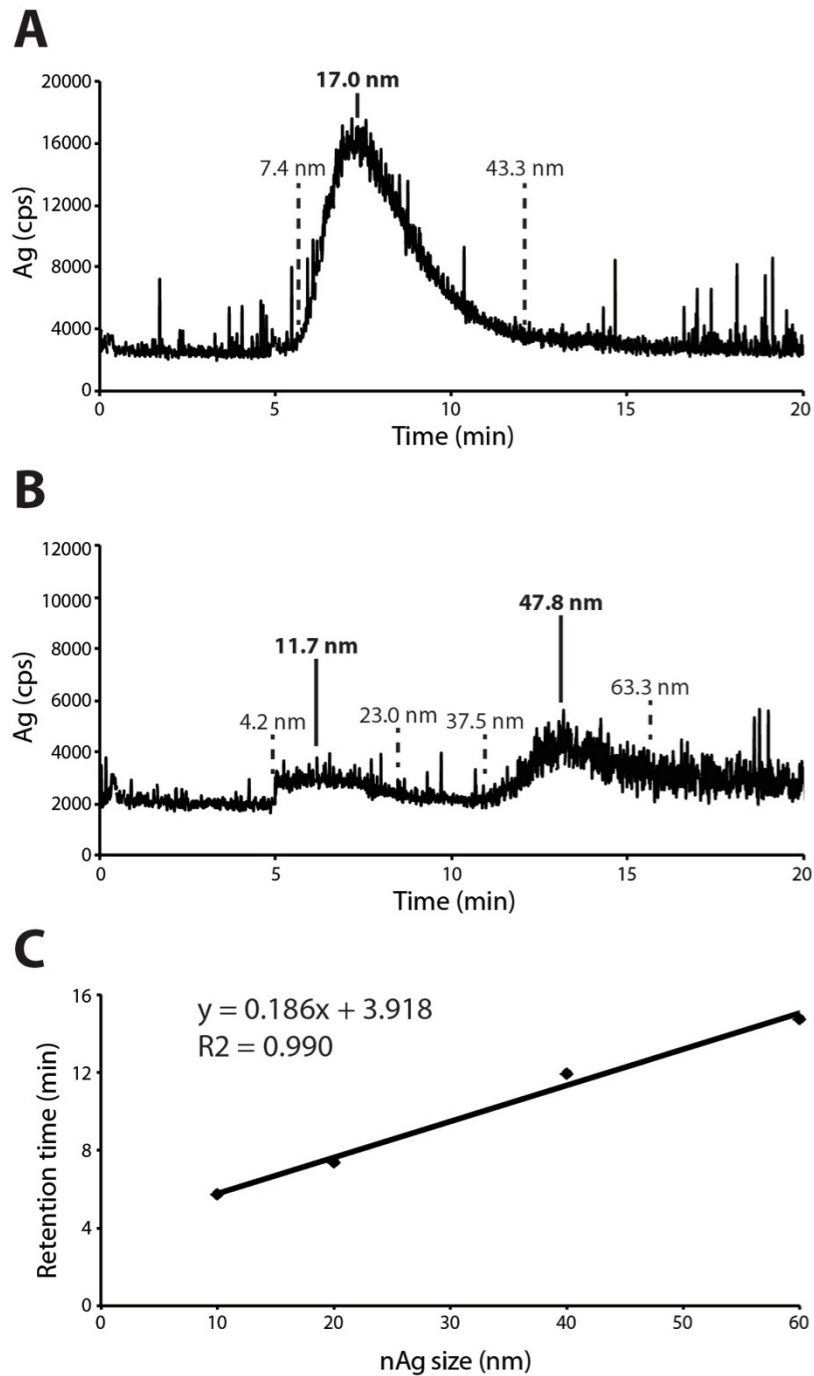 A
20000
17.0 nm
16000
7.4 nm
43.3 nm
12000
Ag (cps)
8000
4000
0
0 5 10 15 20
Time (min)
B
12000
10000
47.8 nm
8000
11.7 nm
Ag (cps)
6000
4.2 nm
23.0 nm
37.5 nm
63.3 nm
4000
2000
0
0 5 10 15 20
Time (min)
C
16
y = 0.186x + 3.918
R2 = 0.990
12
Retention time (min)
8
4
0
0 10 20 30 40 50 60
nAg size (nm)